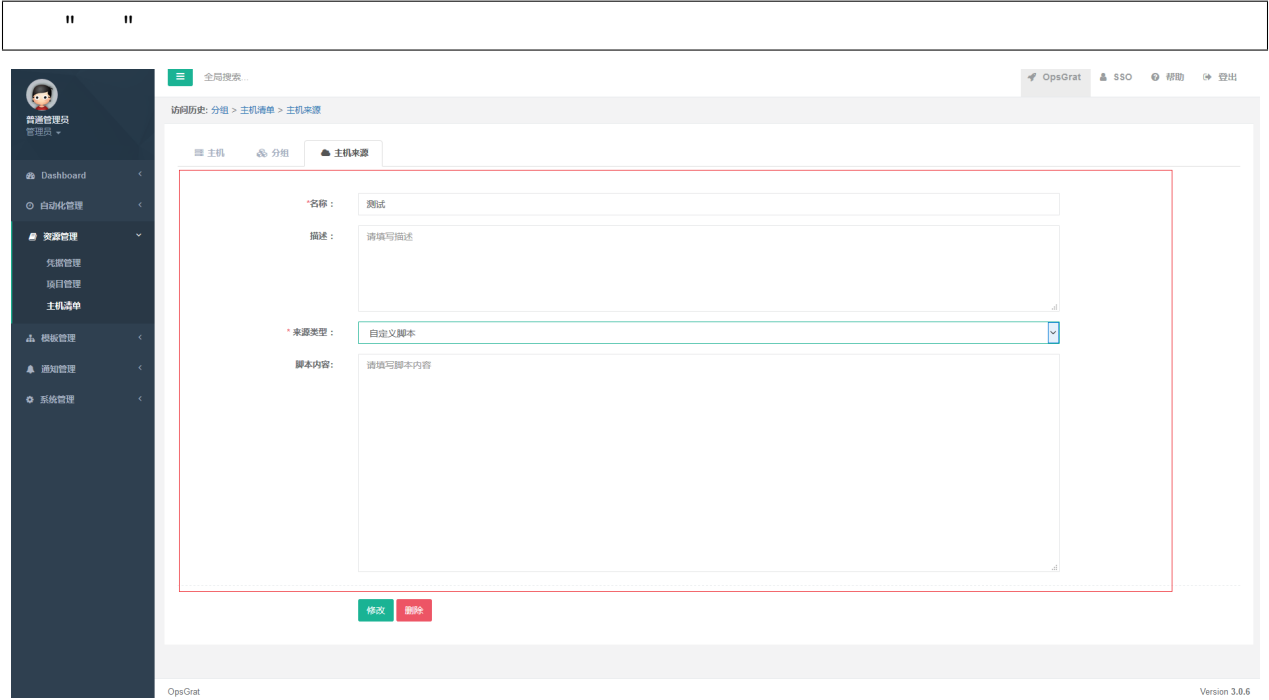 " "
全局搜索...
OpsGrat SSO 帮助 登出
普通管理员
管理员
访问历史: 分组 > 主机清单 > 主机来源
主机 分组 主机来源
Dashboard
自动化管理
资源管理
凭据管理
项目管理
主机清单
模板管理
通知管理
系统管理
*名称： 测试
描述： 请填写描述
* 来源类型： 自定义脚本
脚本内容: 请填写脚本内容
修改 删除
OpsGrat Version 3.0.6